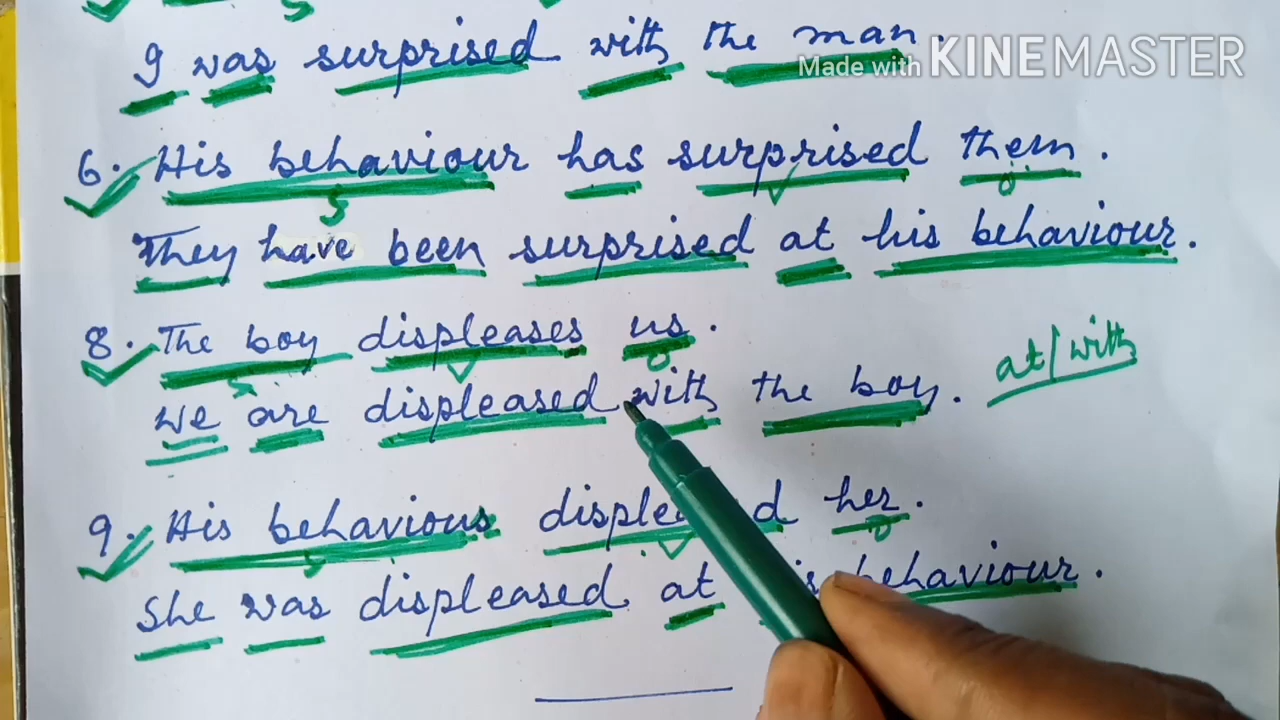 I was surprised with the man.
Made with KINEMASTER
6. His behaviour has surprised them.
S
o
They have been surprised at his behaviour.
8. The boy displeases us.
S
o
at/with
we are displeased with the boy.
9. His behavious displeased her.
S
o
She was displeased at behaviour.